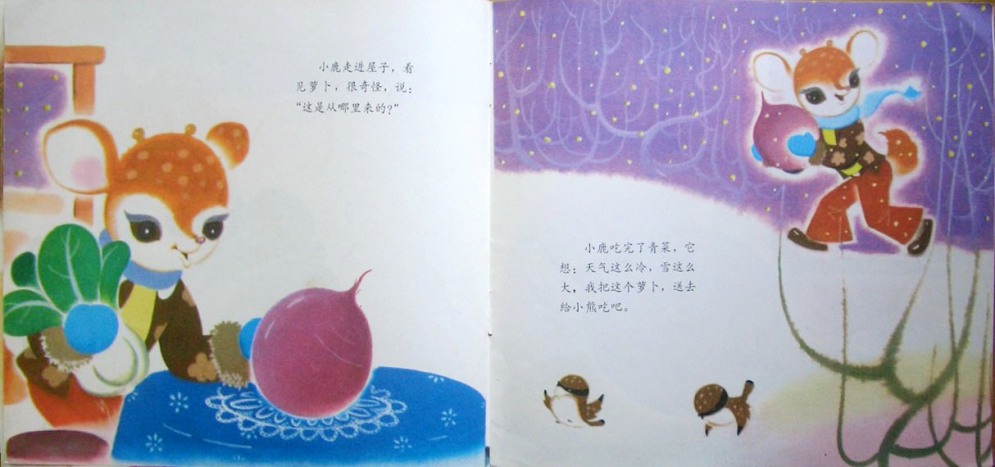 小鹿走进屋子，看
见萝卜，很奇怪，说：
“这是从哪里来的？”
小鹿吃完了青菜，它
想：天气这么冷，雪这么
大，我把这个萝卜，送去
给小熊吃吧。